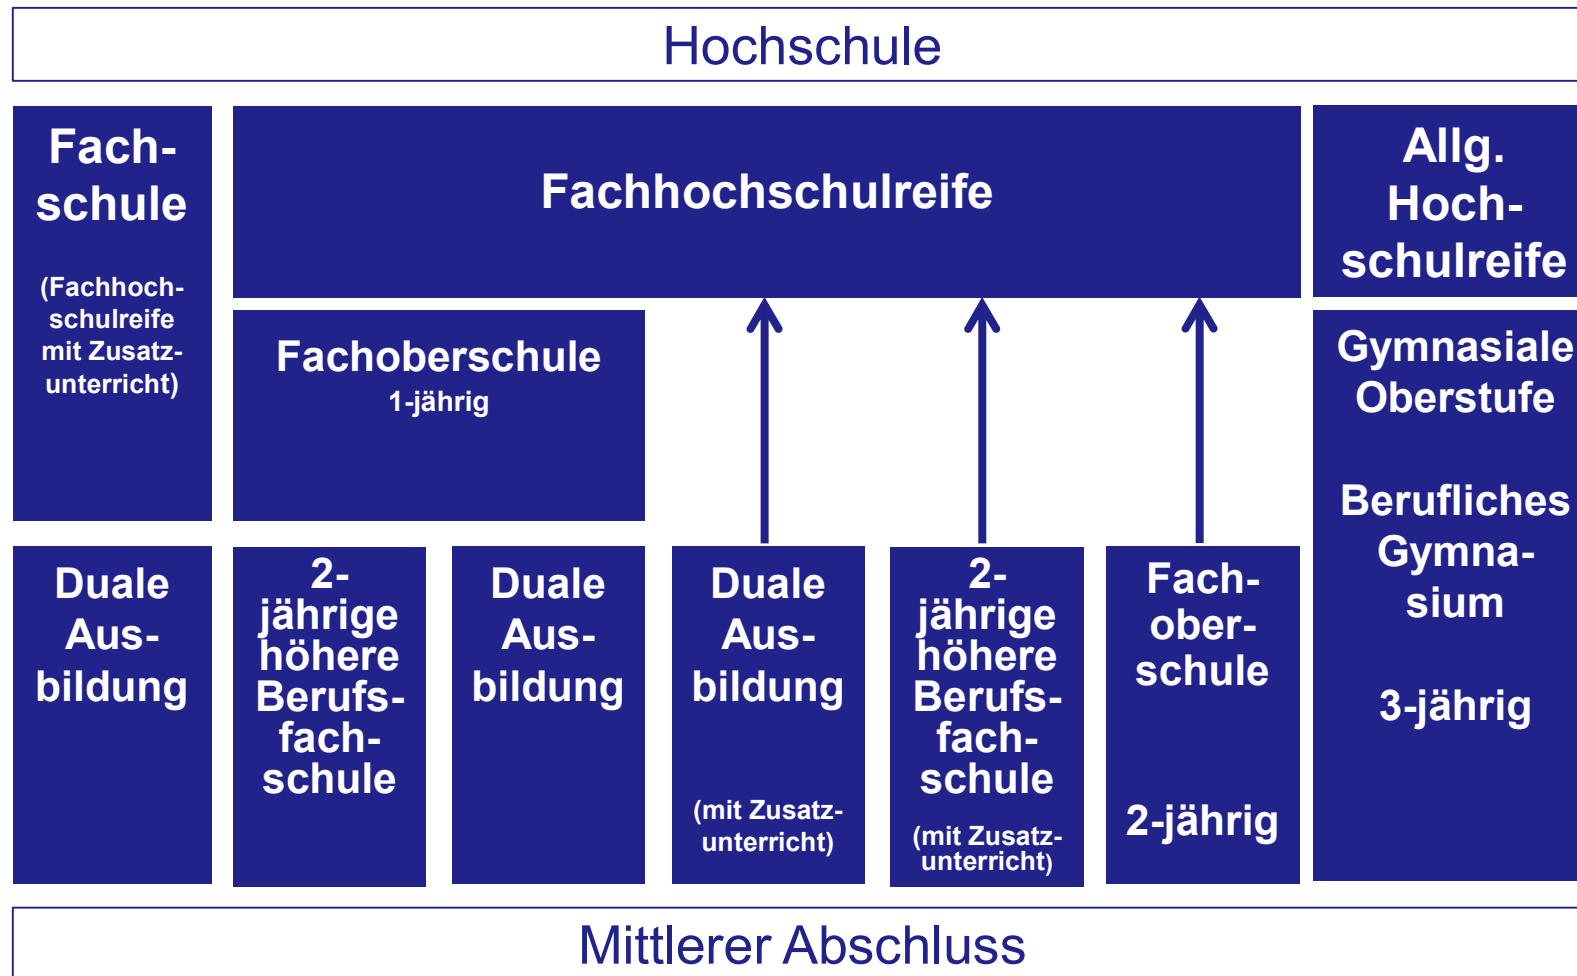 Hochschule
Fach-
schule
(Fachhoch-
schulreife
mit Zusatz-
unterricht)
Fachhochschulreife
Allg.
Hoch-
schulreife
Fachoberschule
1-jährig
Gymnasiale
Oberstufe
Berufliches
Gymna-
sium
3-jährig
Duale
Aus-
bildung
2-
jährige
höhere
Berufs-
fach-
schule
Duale
Aus-
bildung
Duale
Aus-
bildung
(mit Zusatz-
unterricht)
2-
jährige
höhere
Berufs-
fach-
schule
(mit Zusatz-
unterricht)
Fach-
ober-
schule
2-jährig
Mittlerer Abschluss